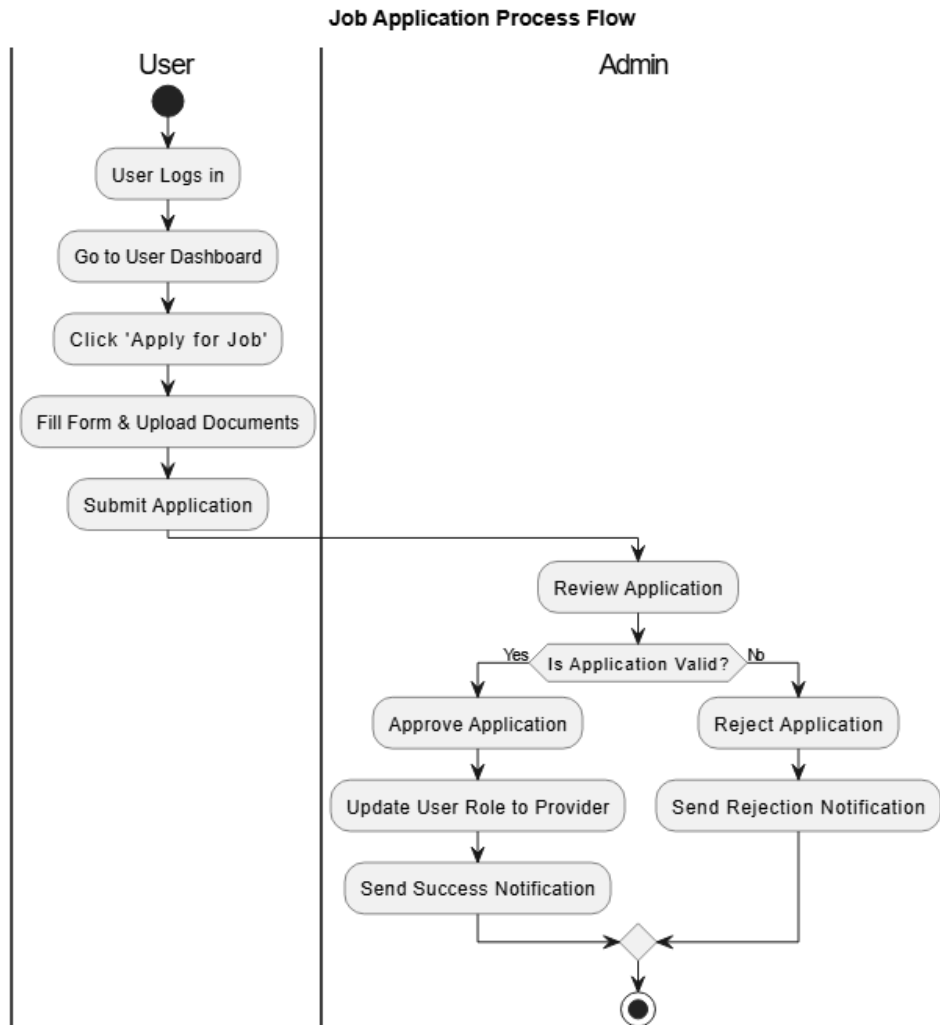 Job Application Process Flow
User
Admin
User Logs in
Go to User Dashboard
Click 'Apply for Job'
Fill Form & Upload Documents
Submit Application
Review Application
Yes
Is Application Valid?
No
Approve Application
Reject Application
Update User Role to Provider
Send Rejection Notification
Send Success Notification